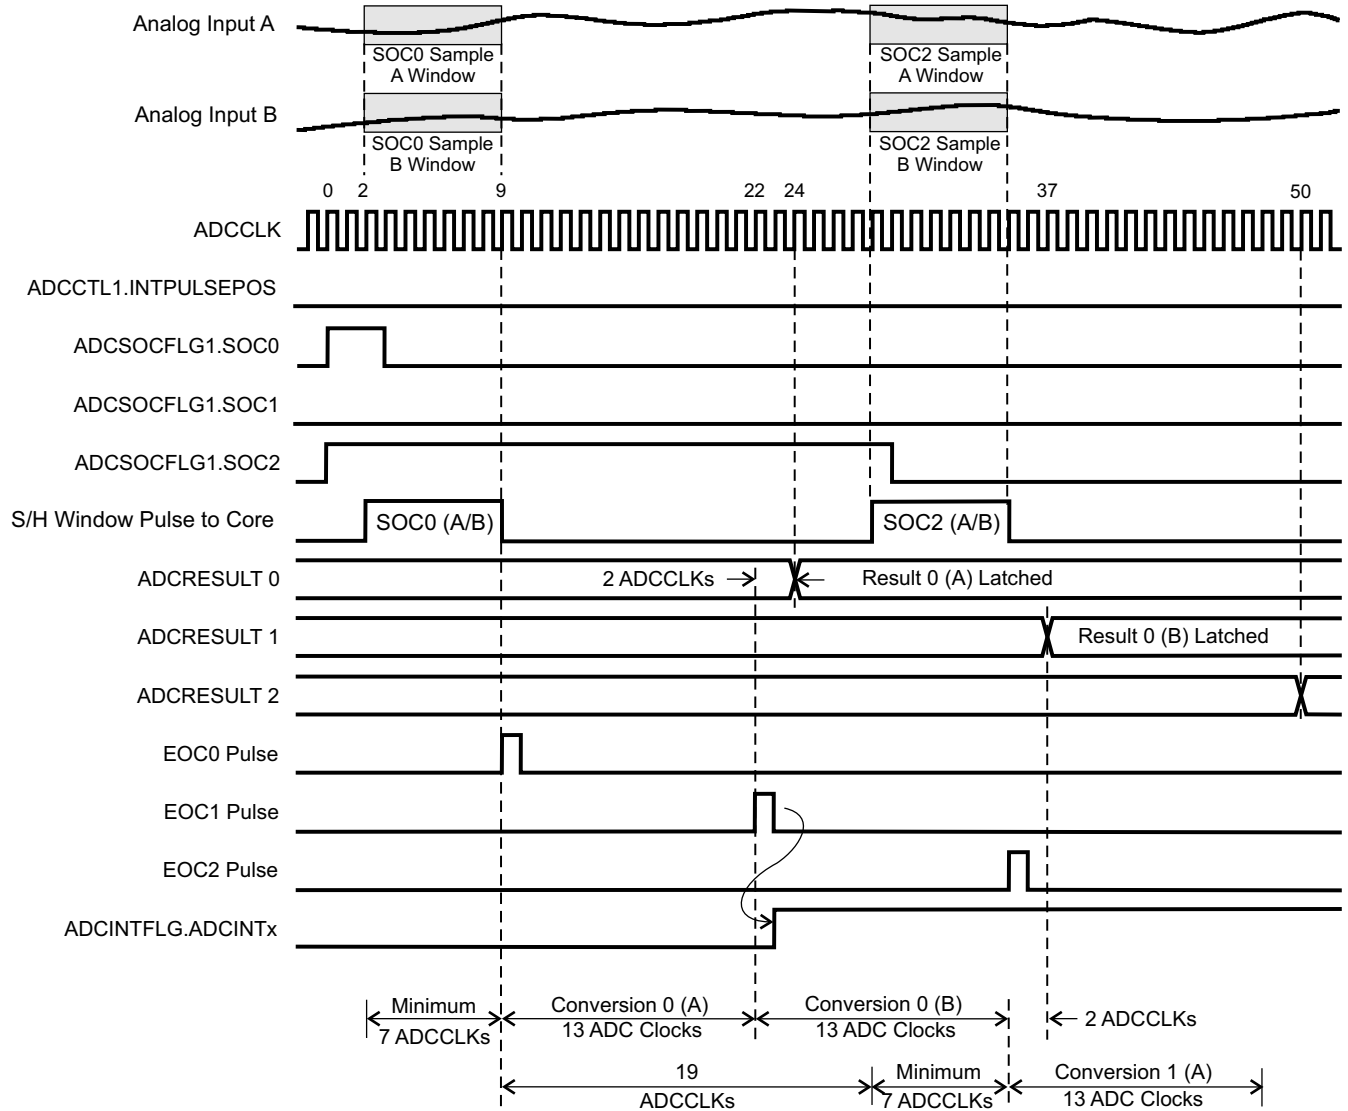 Analog Input A
SOC0 Sample
A Window
SOC2 Sample
A Window
Analog Input B
SOC0 Sample
B Window
SOC2 Sample
B Window
0 2 9 22 24 37 50
ADCCLK
ADCCTL1.INTPULSEPOS
ADCSOCFLG1.SOC0
ADCSOCFLG1.SOC1
ADCSOCFLG1.SOC2
S/H Window Pulse to Core
SOC0 (A/B)
SOC2 (A/B)
ADCRESULT 0
2 ADCCLKs
Result 0 (A) Latched
ADCRESULT 1
Result 0 (B) Latched
ADCRESULT 2
EOC0 Pulse
EOC1 Pulse
EOC2 Pulse
ADCINTFLG.ADCINTx
Minimum
7 ADCCLKs
Conversion 0 (A)
13 ADC Clocks
Conversion 0 (B)
13 ADC Clocks
2 ADCCLKs
19
ADCCLKs
Minimum
7 ADCCLKs
Conversion 1 (A)
13 ADC Clocks